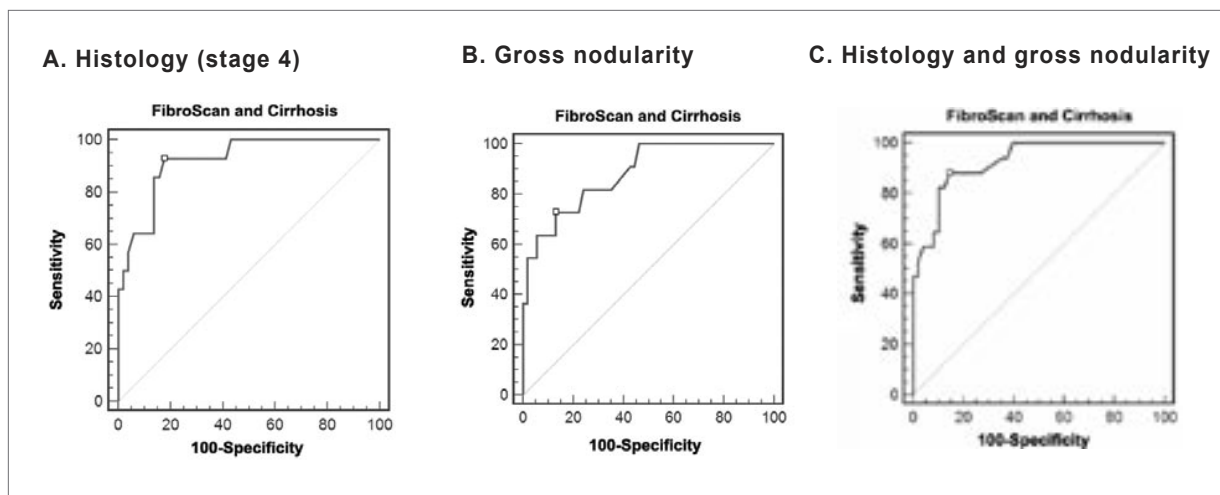 A. Histology (stage 4)
FibroScan and Cirrhosis
100
80
60
40
20
0
Sensitivity
0 20 40 60 80 100
100-Specificity
B. Gross nodularity
FibroScan and Cirrhosis
100
80
60
40
20
0
Sensitivity
0 20 40 60 80 100
100-Specificity
C. Histology and gross nodularity
FibroScan and Cirrhosis
100
80
60
40
20
0
Sensitivity
0 20 40 60 80 100
100-Specificity